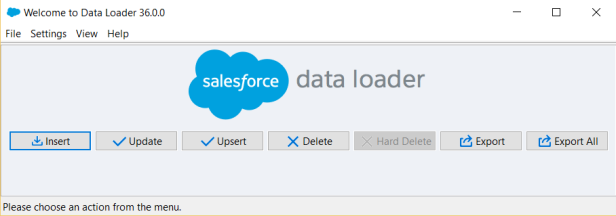 Welcome to Data Loader 36.0.0
File Settings View Help
salesforce data loader
Insert Update Upsert Delete Hard Delete Export Export All
Please choose an action from the menu.